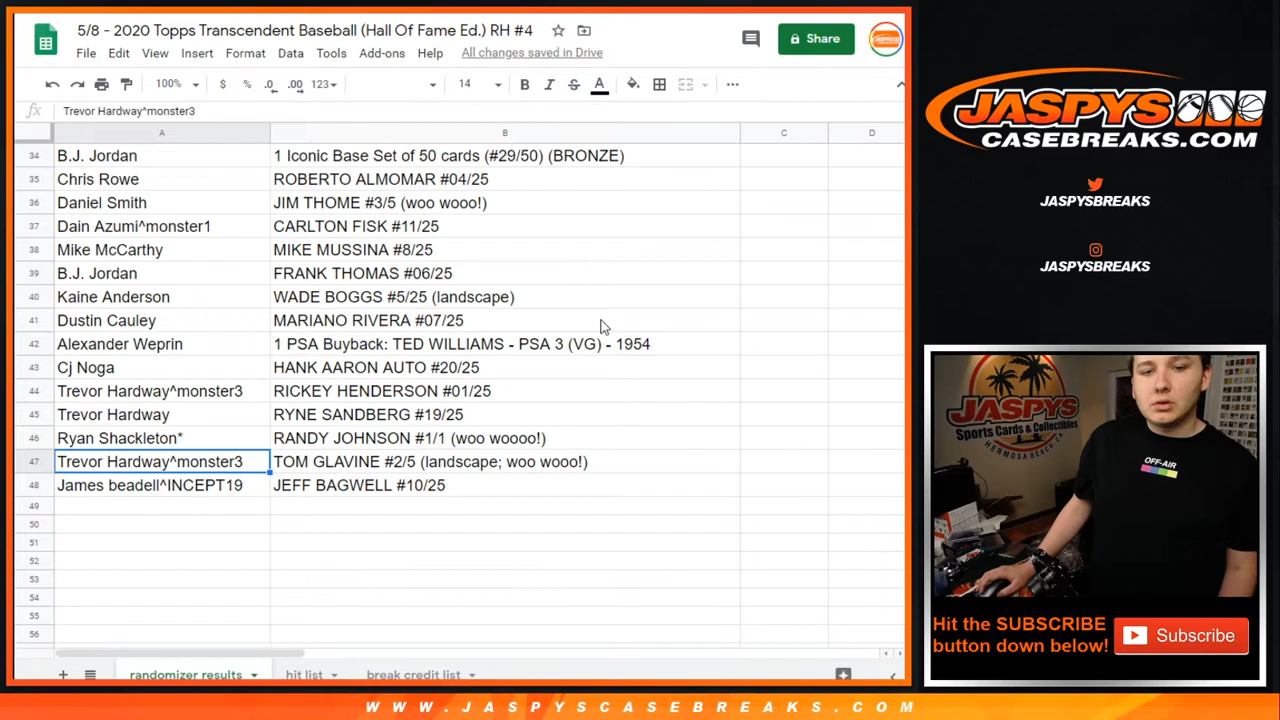 5/8 - 2020 Topps Transcendent Baseball (Hall Of Fame Ed.) RH #4
Share
File Edit View Insert Format Data Tools Add-ons Help All changes saved in Drive
100% $ % .0 .00 123 14 B I S A
fx Trevor Hardway^monster3
A B C D
34 B.J. Jordan 1 Iconic Base Set of 50 cards (#29/50) (BRONZE)
35 Chris Rowe ROBERTO ALMOMAR #04/25
36 Daniel Smith JIM THOME #3/5 (woo wooo!)
37 Dain Azumi^monster1 CARLTON FISK #11/25
38 Mike McCarthy MIKE MUSSINA #8/25
39 B.J. Jordan FRANK THOMAS #06/25
40 Kaine Anderson WADE BOGGS #5/25 (landscape)
41 Dustin Cauley MARIANO RIVERA #07/25
42 Alexander Weprin 1 PSA Buyback: TED WILLIAMS - PSA 3 (VG) - 1954
43 Cj Noga HANK AARON AUTO #20/25
44 Trevor Hardway^monster3 RICKEY HENDERSON #01/25
45 Trevor Hardway RYNE SANDBERG #19/25
46 Ryan Shackleton* RANDY JOHNSON #1/1 (woo woooo!)
47 Trevor Hardway^monster3 TOM GLAVINE #2/5 (landscape; woo wooo!)
48 James beadell^INCEPT19 JEFF BAGWELL #10/25
49
50
51
52
53
54
55
56
randomizer results hit list break credit list
JASPYS
CASEBREAKS.COM
JASPYSBREAKS
JASPYSBREAKS
JASPYS
Sports Cards & Collectibles
HERMOSA BEACH, CA
OFF-AIR
Hit the SUBSCRIBE
button down below!
Subscribe
WWW.JASPYSCASEBREAKS.COM